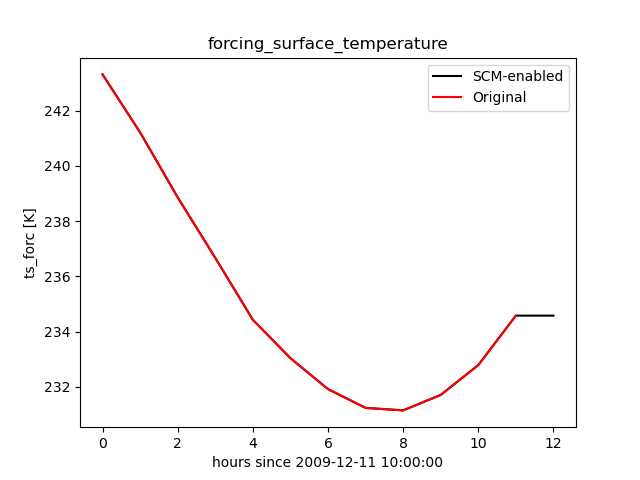 forcing_surface_temperature
SCM-enabled
Original
ts_forc [K]
242
240
238
236
234
232
0 2 4 6 8 10 12
hours since 2009-12-11 10:00:00